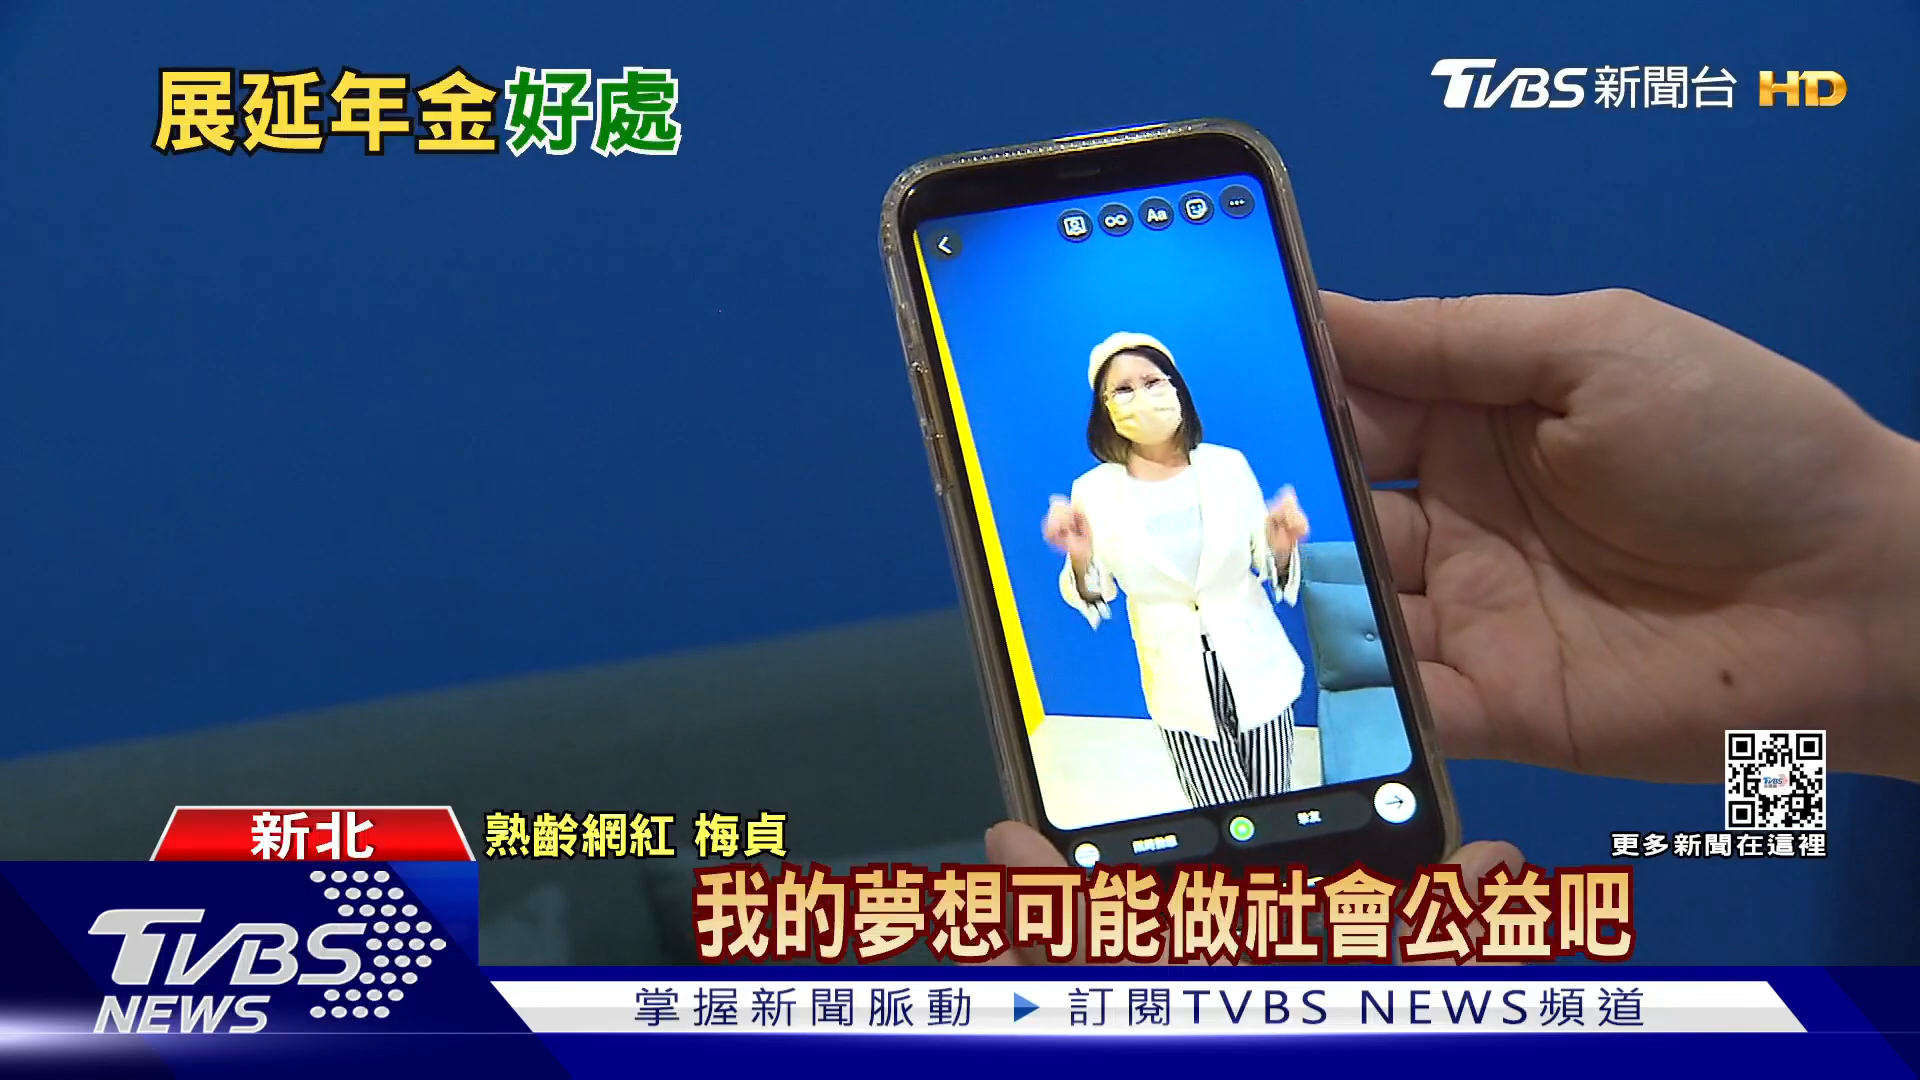 展延年金好處
TVBS新聞台 HD
Aa
更多新聞在這裡
新北
熟齡網紅 梅貞
我的夢想可能做社會公益吧
TVBS
NEWS
掌握新聞脈動 ▶ 訂閱TVBS NEWS頻道